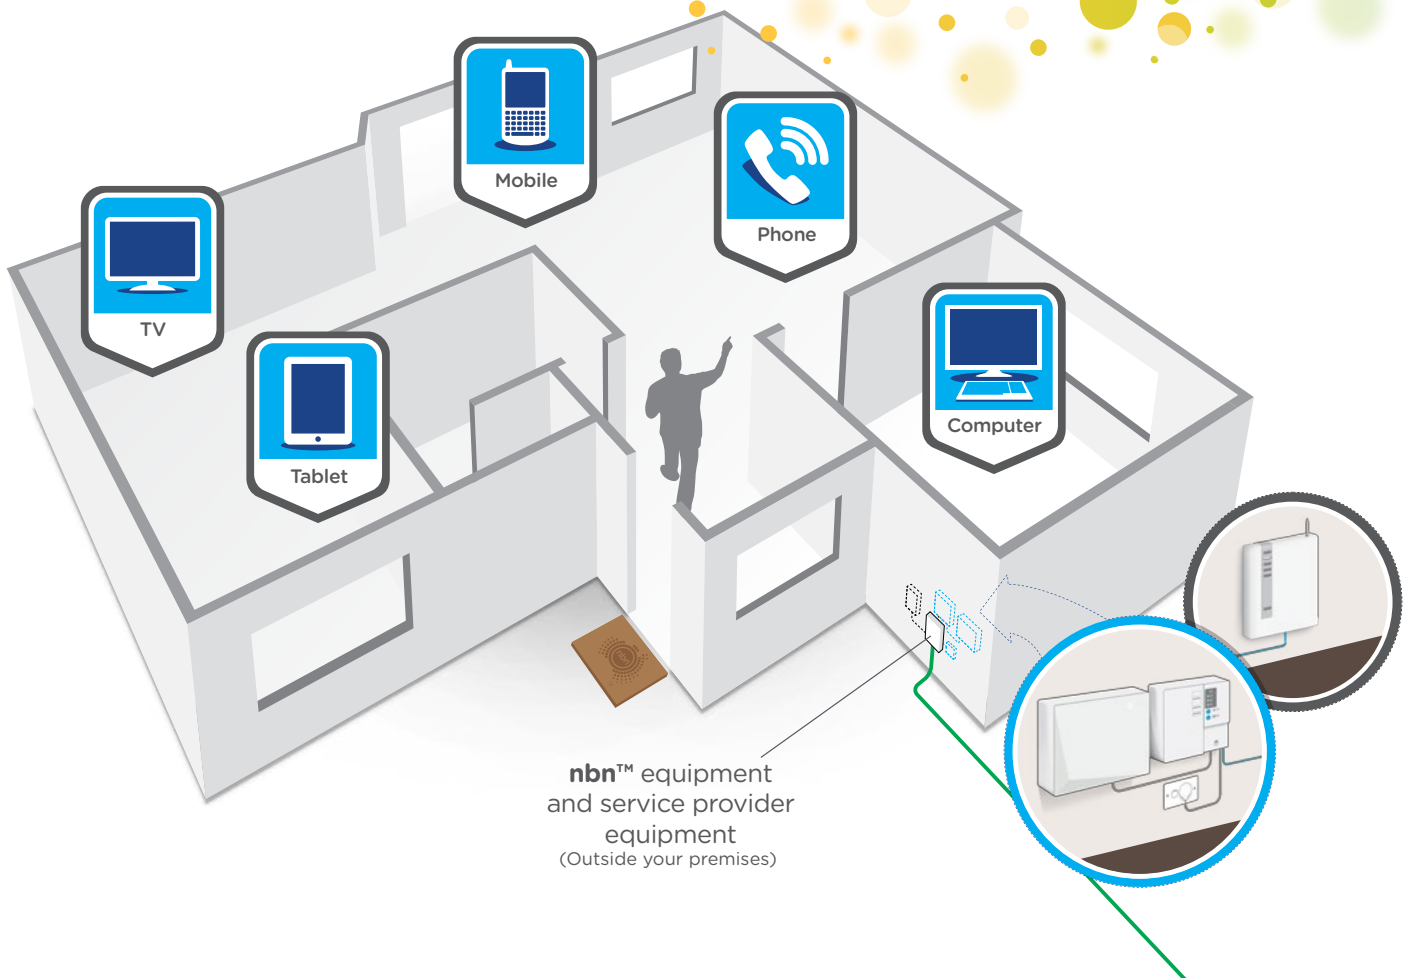 Mobile
Phone
TV
Computer
Tablet
nbn™ equipment
and service provider
equipment
(Outside your premises)